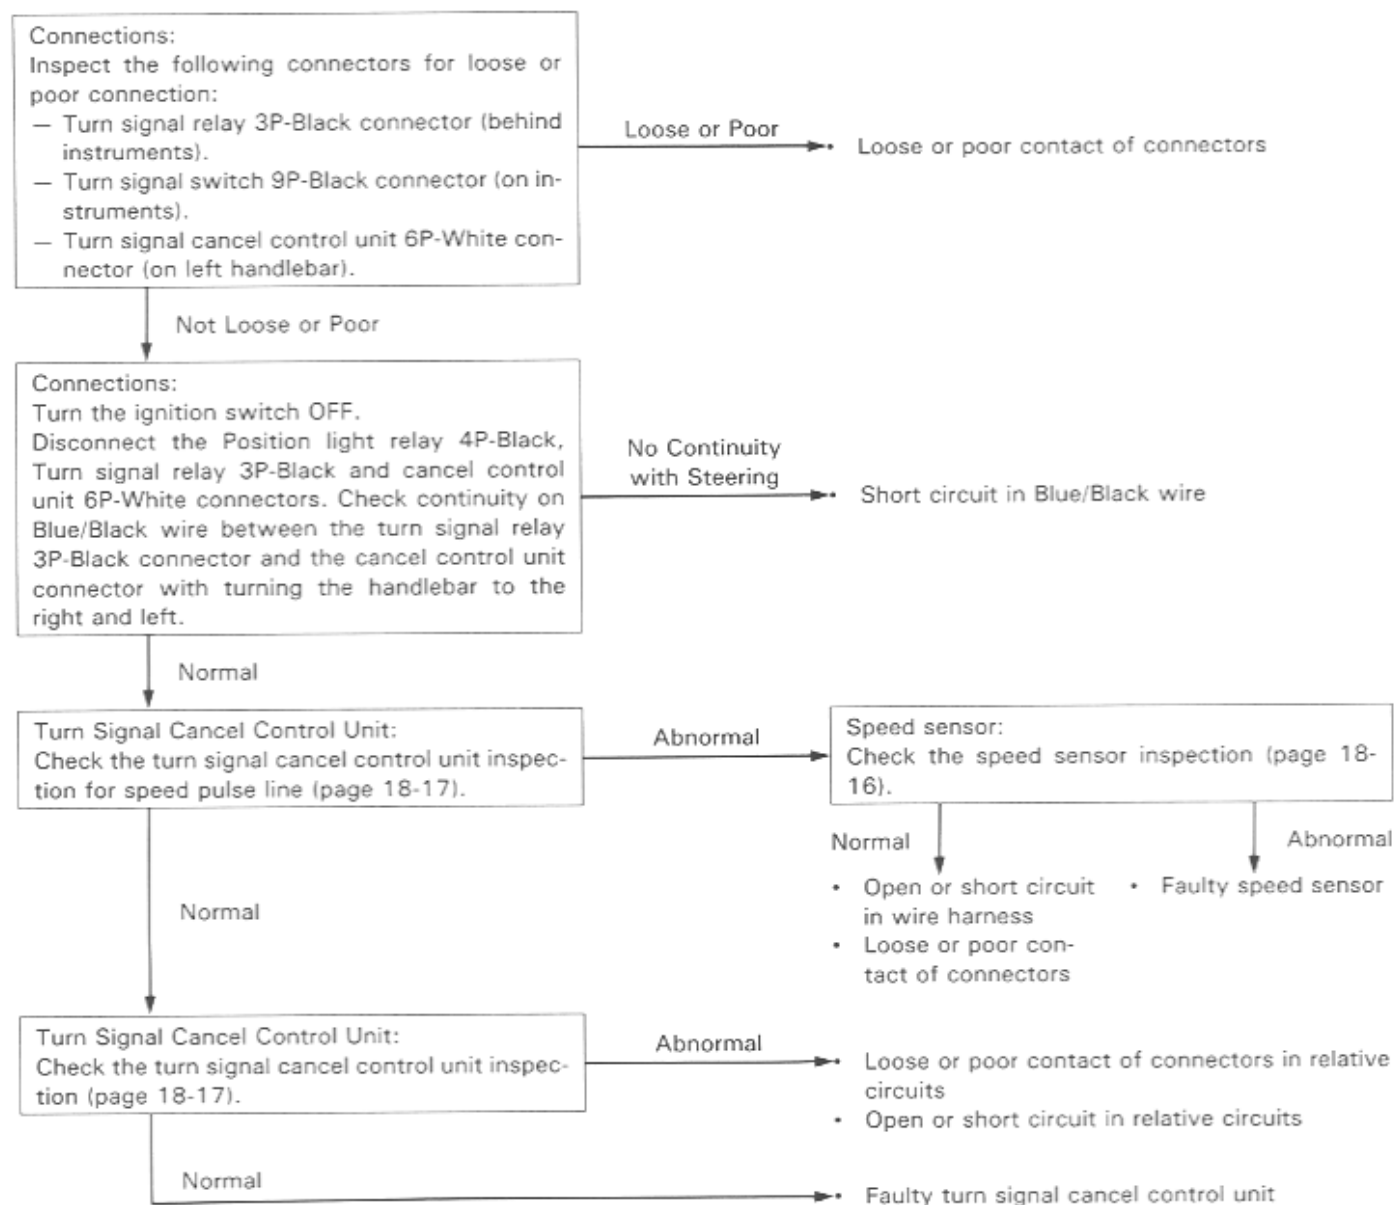 Connections:
Inspect the following connectors for loose or
poor connection:
— Turn signal relay 3P-Black connector (behind
instruments).
— Turn signal switch 9P-Black connector (on in-
struments).
— Turn signal cancel control unit 6P-White con-
nector (on left handlebar).
Loose or Poor
• Loose or poor contact of connectors
Not Loose or Poor
Connections:
Turn the ignition switch OFF.
Disconnect the Position light relay 4P-Black,
Turn signal relay 3P-Black and cancel control
unit 6P-White connectors. Check continuity on
Blue/Black wire between the turn signal relay
3P-Black connector and the cancel control unit
connector with turning the handlebar to the
right and left.
No Continuity
with Steering
• Short circuit in Blue/Black wire
Normal
Turn Signal Cancel Control Unit:
Check the turn signal cancel control unit inspec-
tion for speed pulse line (page 18-17).
Abnormal
Speed sensor:
Check the speed sensor inspection (page 18-
16).
Normal
Abnormal
• Open or short circuit
in wire harness
• Loose or poor con-
tact of connectors
• Faulty speed sensor
Normal
Turn Signal Cancel Control Unit:
Check the turn signal cancel control unit inspec-
tion (page 18-17).
Abnormal
• Loose or poor contact of connectors in relative
circuits
• Open or short circuit in relative circuits
Normal
• Faulty turn signal cancel control unit